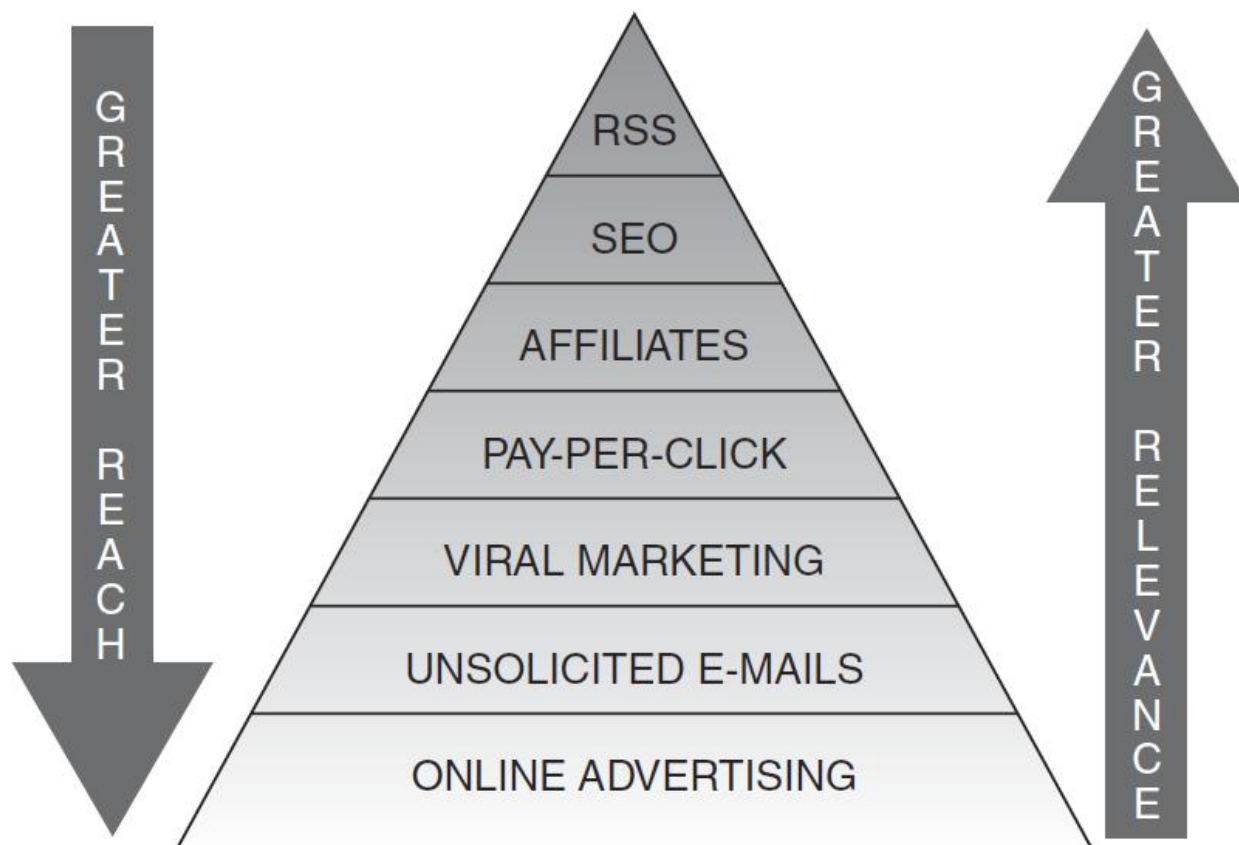 GREATER REACH
RSS
SEO
AFFILIATES
PAY-PER-CLICK
VIRAL MARKETING
UNSOLICITED E-MAILS
ONLINE ADVERTISING
GREATER RELEVANCE